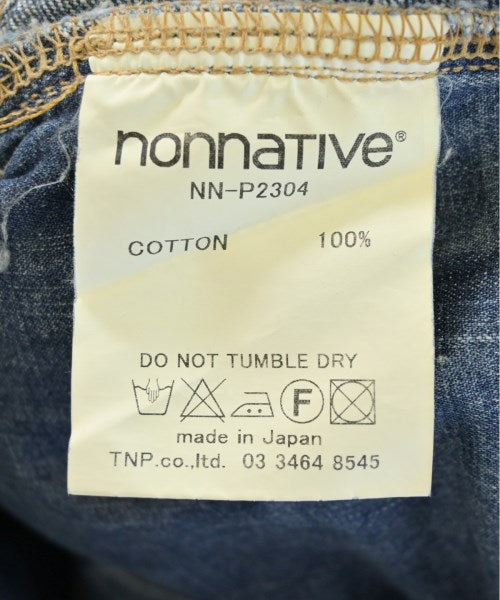 nonnative®
NN-P2304
COTTON 100%
DO NOT TUMBLE DRY
F
made in Japan
TNP.co.,ltd. 03 3464 8545